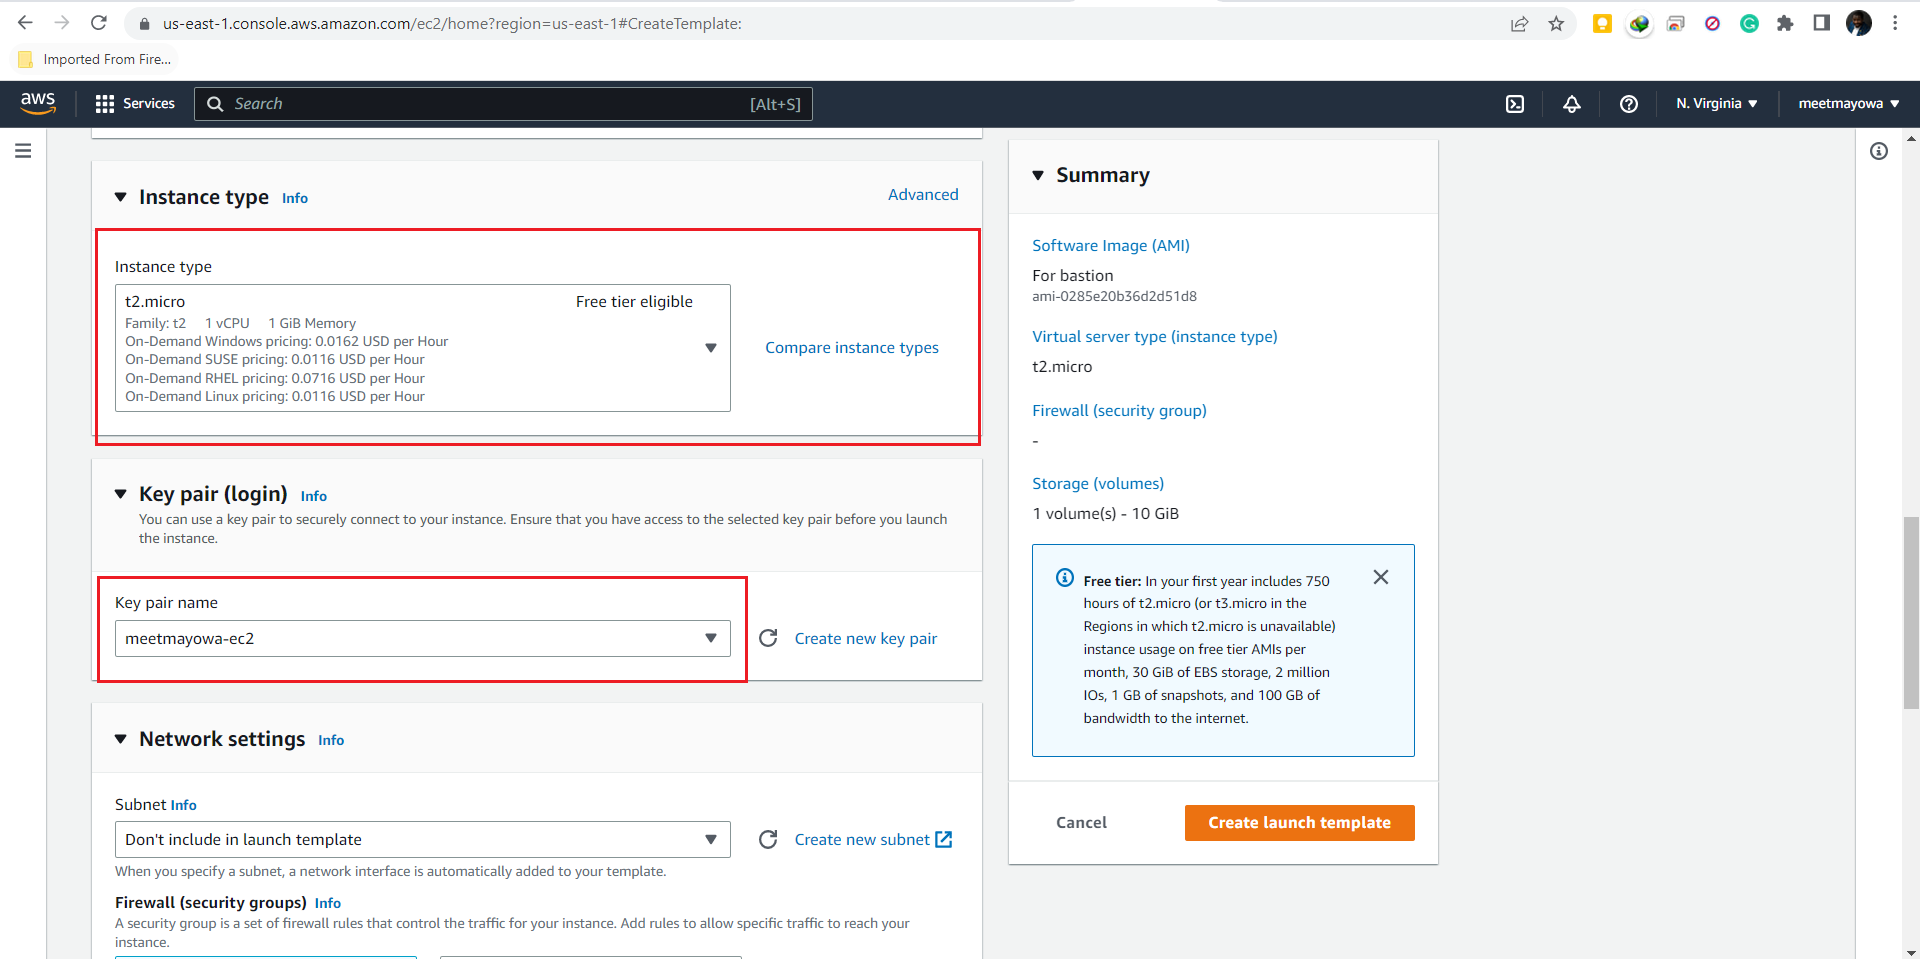 us-east-1.console.aws.amazon.com/ec2/home?region=us-east-1#CreateTemplate:
Imported From Fire...
aws
Services
Search
[Alt+S]
N. Virginia
meetmayowa
Instance type Info
Advanced
Instance type
t2.micro
Free tier eligible
Family: t2 1 vCPU 1 GiB Memory
On-Demand Windows pricing: 0.0162 USD per Hour
On-Demand SUSE pricing: 0.0116 USD per Hour
On-Demand RHEL pricing: 0.0716 USD per Hour
On-Demand Linux pricing: 0.0116 USD per Hour
Compare instance types
Key pair (login) Info
You can use a key pair to securely connect to your instance. Ensure that you have access to the selected key pair before you launch
the instance.
Key pair name
meetmayowa-ec2
Create new key pair
Network settings Info
Subnet Info
Don't include in launch template
Create new subnet
When you specify a subnet, a network interface is automatically added to your template.
Firewall (security groups) Info
A security group is a set of firewall rules that control the traffic for your instance. Add rules to allow specific traffic to reach your
instance.
Summary
Software Image (AMI)
For bastion
ami-0285e20b36d2d51d8
Virtual server type (instance type)
t2.micro
Firewall (security group)
-
Storage (volumes)
1 volume(s) - 10 GiB
Free tier: In your first year includes 750
hours of t2.micro (or t3.micro in the
Regions in which t2.micro is unavailable)
instance usage on free tier AMIs per
month, 30 GiB of EBS storage, 2 million
IOs, 1 GB of snapshots, and 100 GB of
bandwidth to the internet.
Cancel
Create launch template